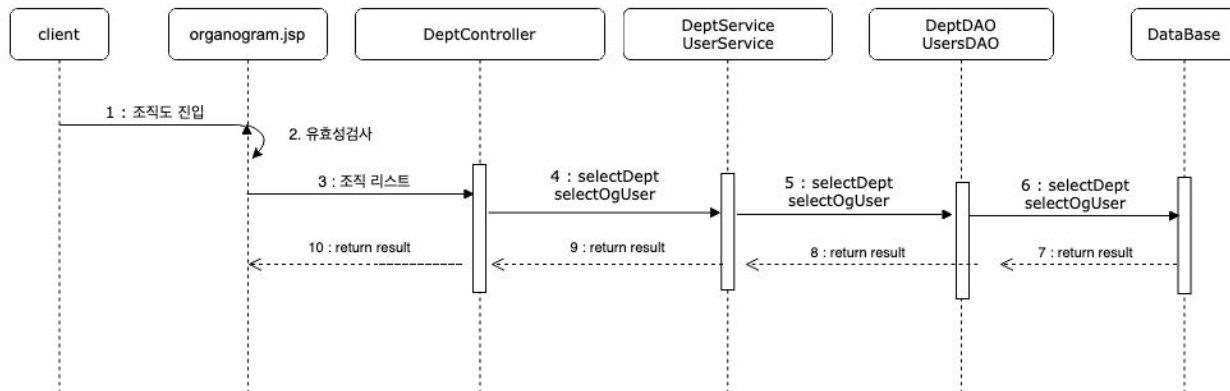 client
organogram.jsp
DeptController
DeptService
UserService
DeptDAO
UsersDAO
DataBase
1 : 조직도 진입
2. 유효성검사
3 : 조직 리스트
4 : selectDept
selectOgUser
5 : selectDept
selectOgUser
6 : selectDept
selectOgUser
10 : return result
9 : return result
8 : return result
7 : return result